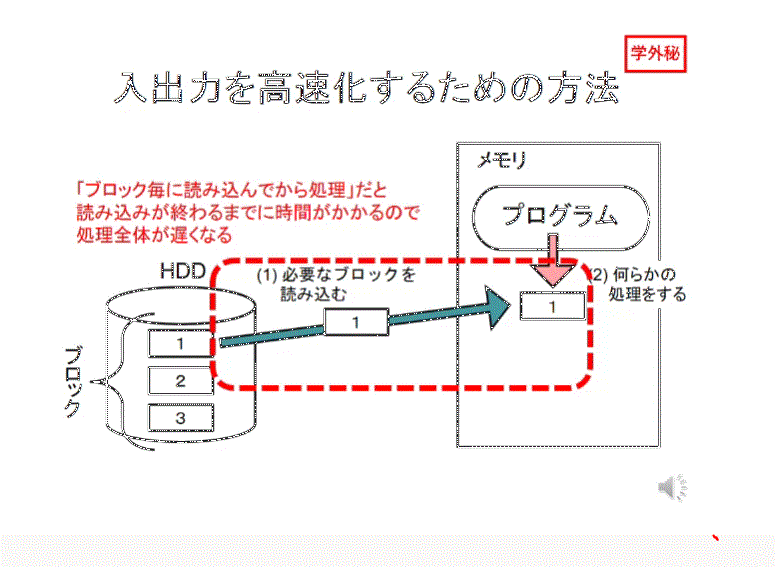 学外秘
入出力を高速化するための方法
メモリ
「ブロック毎に読み込んでから処理」だと
読み込みが終わるまでに時間がかかるので
処理全体が遅くなる
プログラム
HDD
(1) 必要なブロックを
読み込む
(2) 何らかの
処理をする
1
1
1
2
3
ブロック